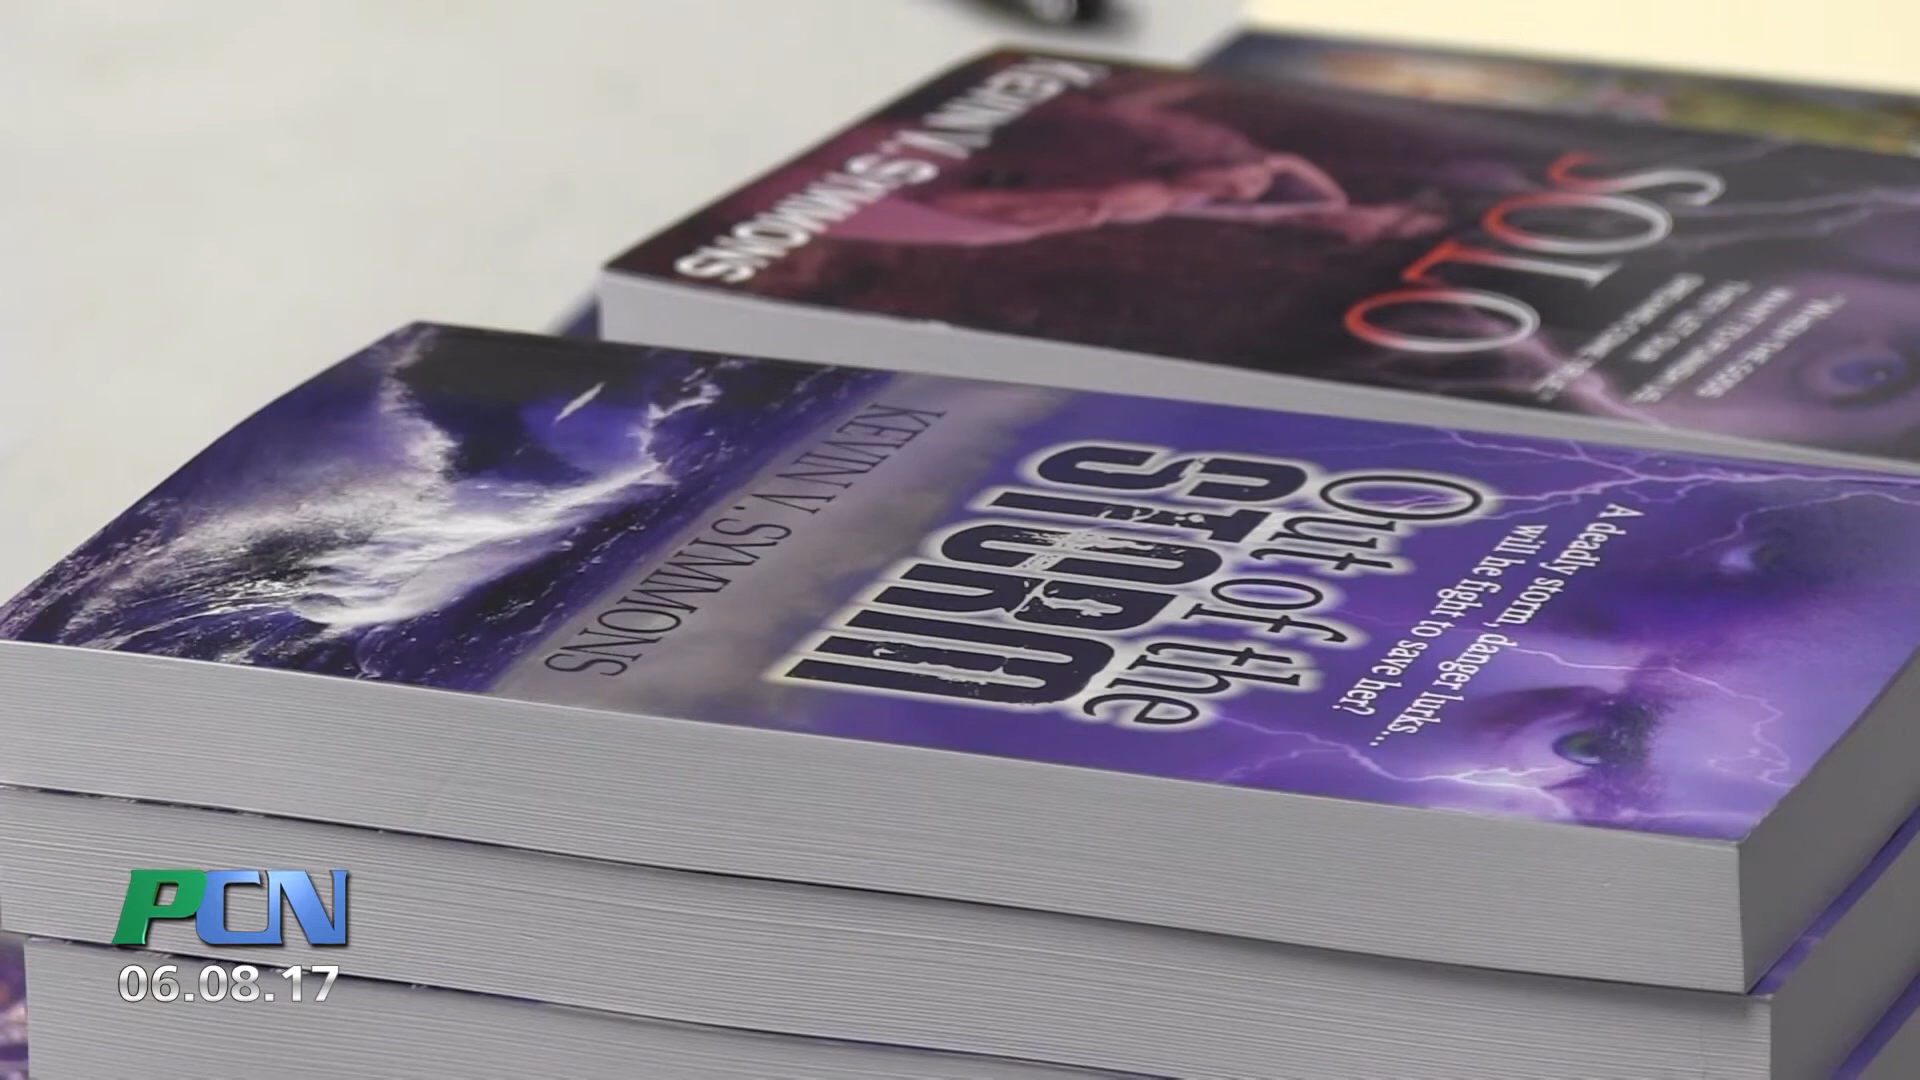 KEVIN V. SYMMONS
SOLO
Out of the
STORM
KEVIN V. SYMMONS
A deadly storm, danger lurks...
will he fight to save her?
PCN
06.08.17